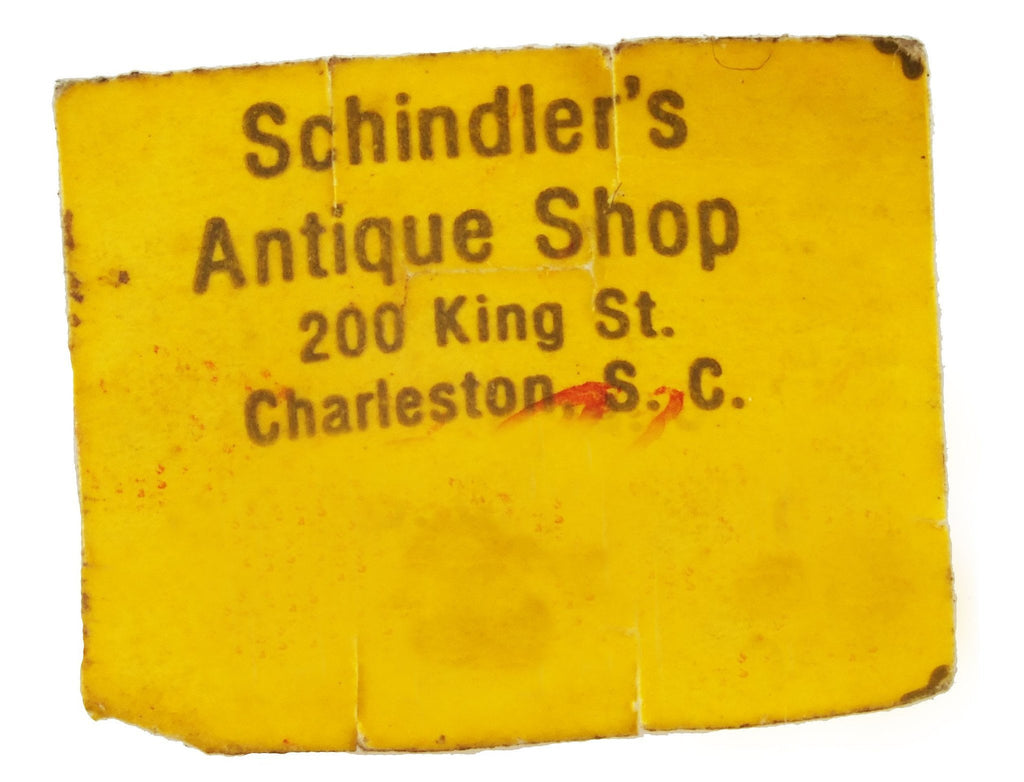 Schindler's
Antique Shop
200 King St.
Charleston, S. C.